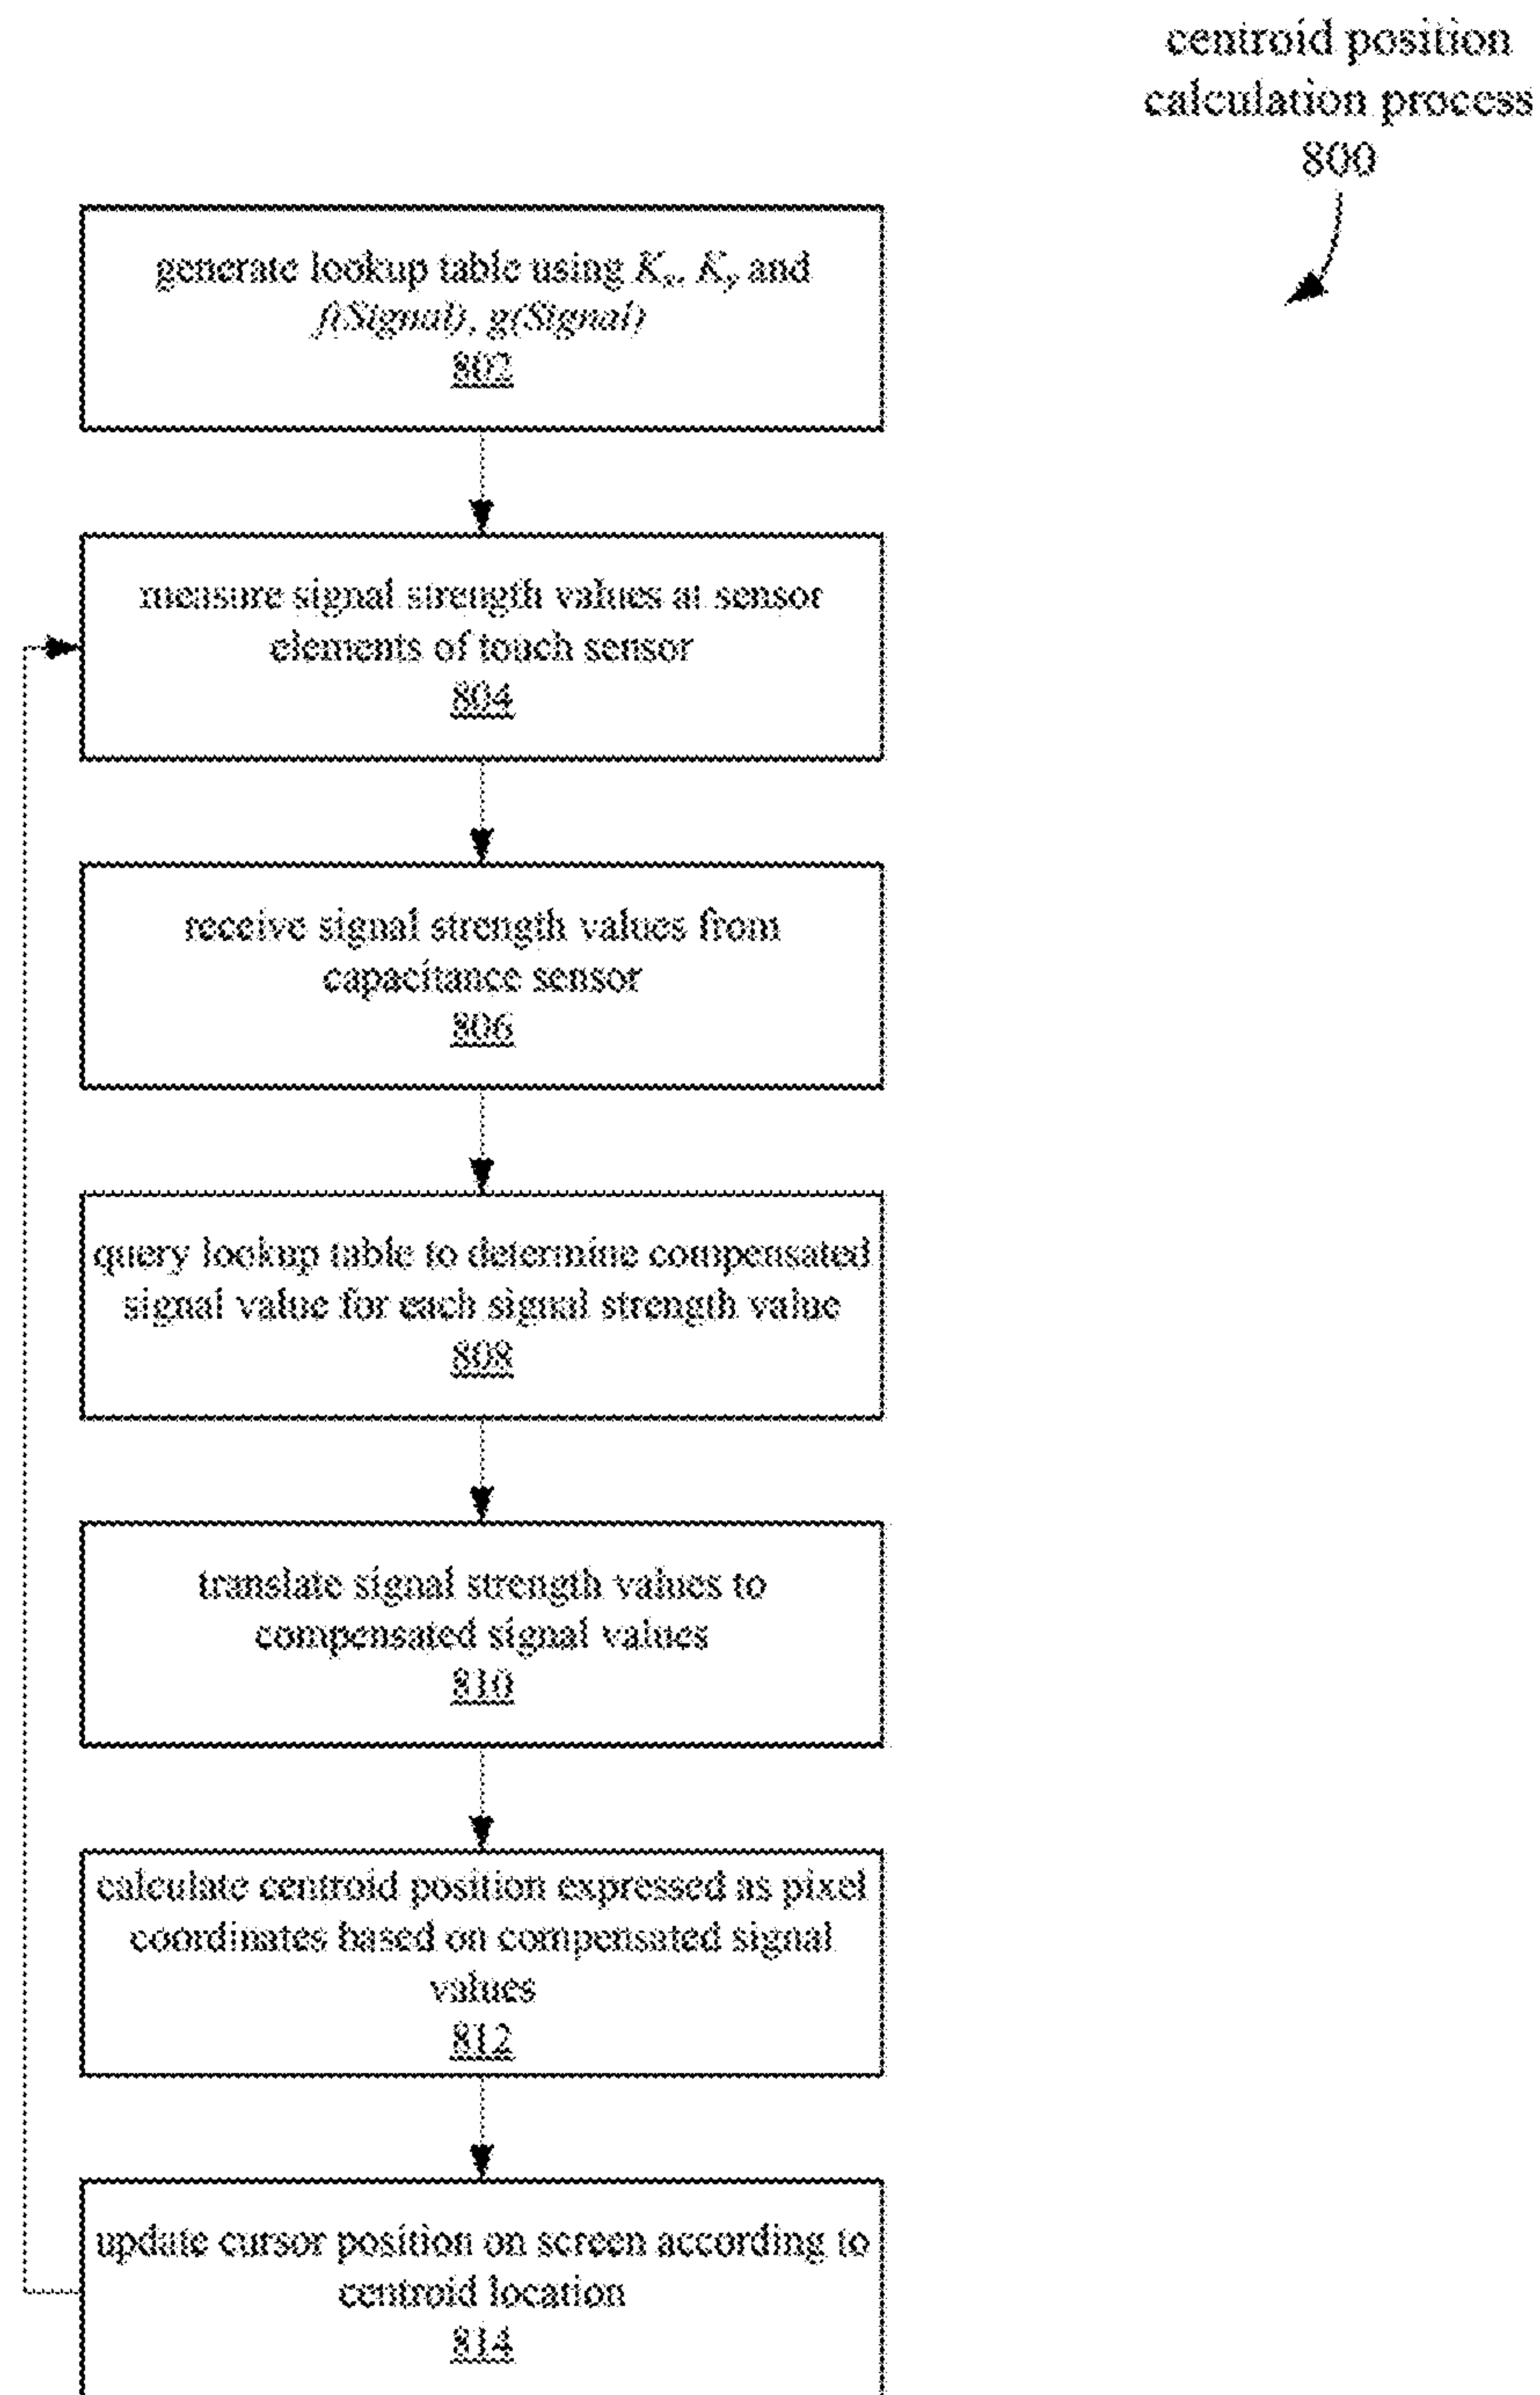 centroid position
calculation process
800
generate lookup table using Kx, Ky and
f(Signal), g(Signal)
802
measure signal strength values at sensor
elements of touch sensor
804
receive signal strength values from
capacitance sensor
806
query lookup table to determine compensated
signal value for each signal strength value
808
translate signal strength values to
compensated signal values
810
calculate centroid position expressed as pixel
coordinates based on compensated signal
values
812
update cursor position on screen according to
centroid location
814